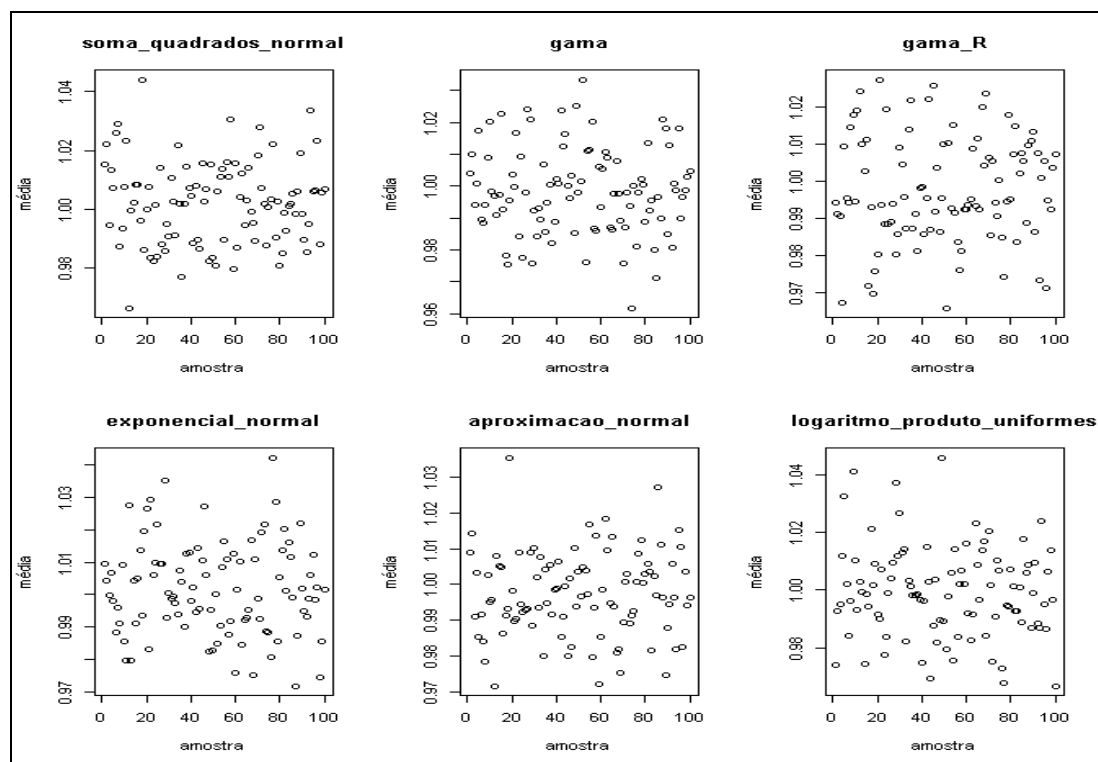 soma_quadrados_normal
média
1.04
1.02
1.00
0.98
0 20 40 60 80 100
amostra
gama
média
1.02
1.00
0.98
0.96
0 20 40 60 80 100
amostra
gama_R
média
1.02
1.01
1.00
0.99
0.98
0.97
0 20 40 60 80 100
amostra
exponencial_normal
média
1.03
1.01
0.99
0.97
0 20 40 60 80 100
amostra
aproximacao_normal
média
1.03
1.02
1.01
1.00
0.99
0.98
0.97
0 20 40 60 80 100
amostra
logaritmo_produto_uniformes
média
1.04
1.02
1.00
0.98
0 20 40 60 80 100
amostra